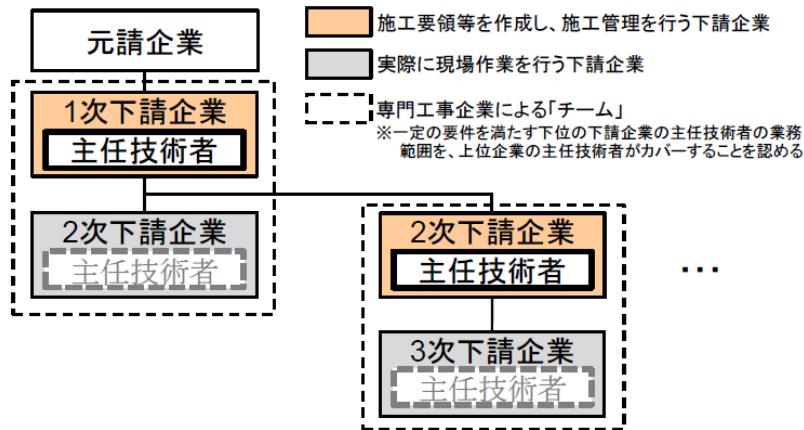 元請企業
1次下請企業
主任技術者
2次下請企業
主任技術者
2次下請企業
主任技術者
3次下請企業
主任技術者
…
施工要領等を作成し、施工管理を行う下請企業
実際に現場作業を行う下請企業
専門工事企業による「チーム」
※一定の要件を満たす下位の下請企業の主任技術者の業務
範囲を、上位企業の主任技術者がカバーすることを認める